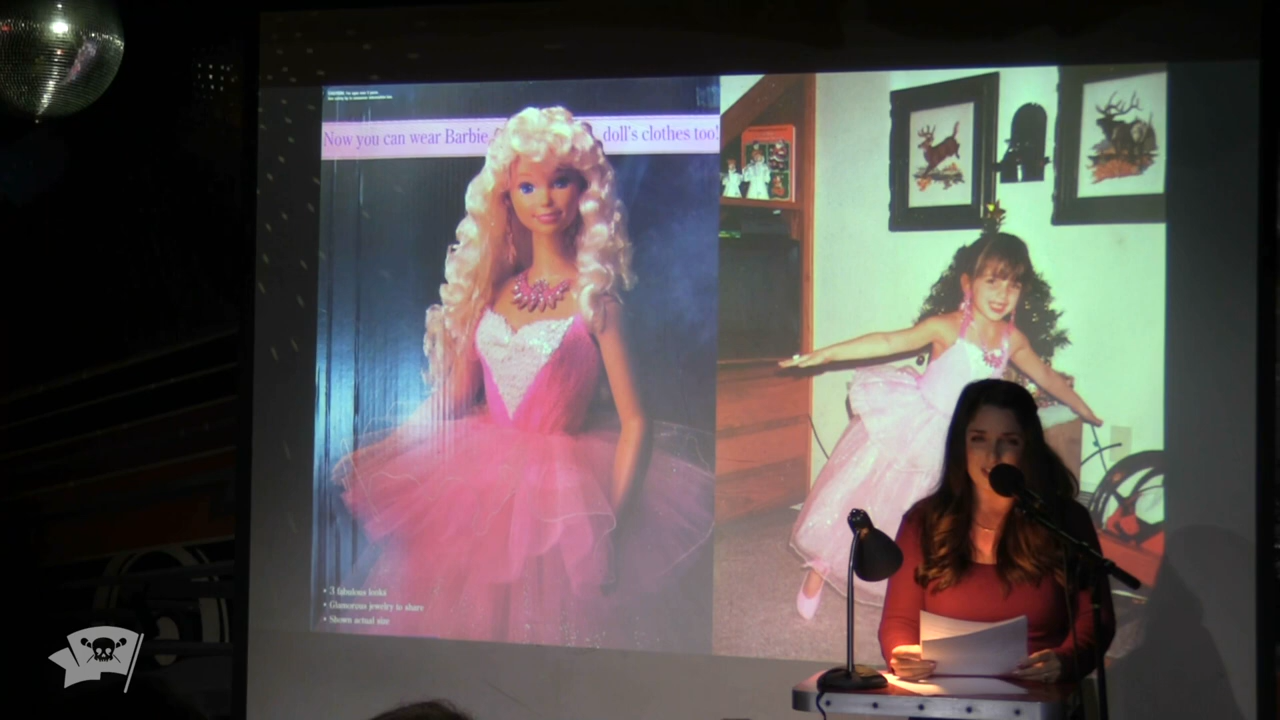 Now you can wear Barbie doll's clothes too!
• 3 fabulous looks
• Glamorous jewelry to share
• Shown actual size